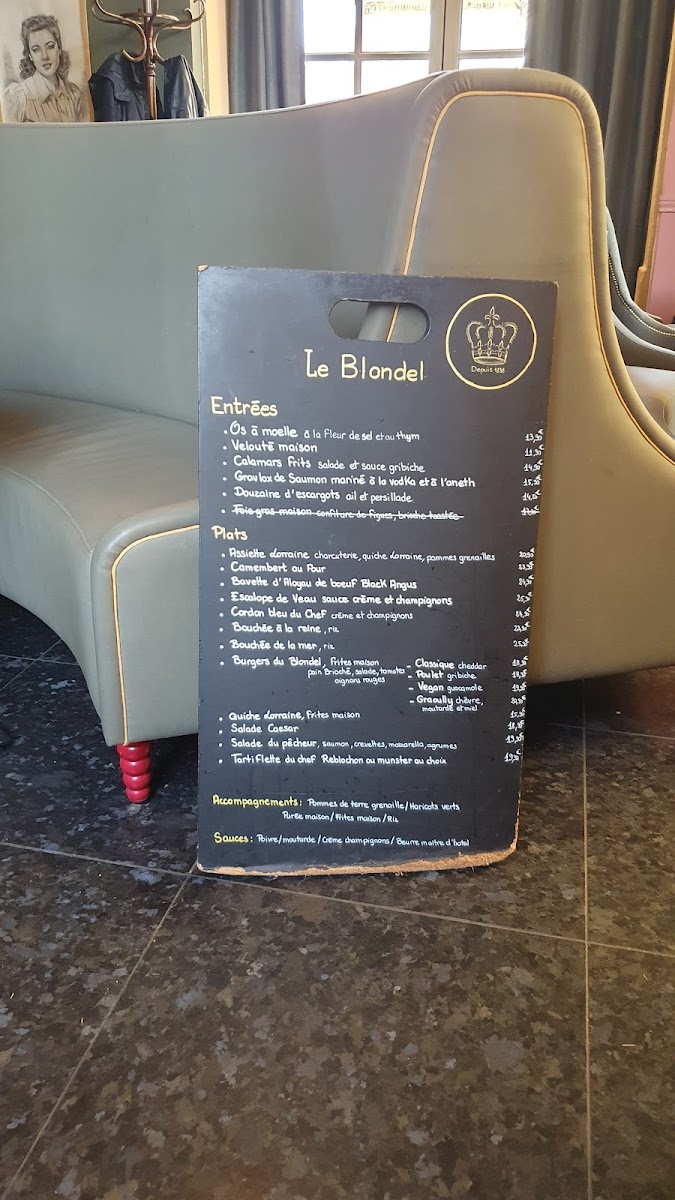 Le Blondel
Depuis
Entrées
. Os à moelle à la Fleur de sel et au thym
. Velouté maison
. Calamars Frits salade et sauce gribiche
. Gravlax de Saumon mariné à la vodka et à l'aneth
. Douzaine d'escargots ail et persillade
. Foie gras maison confiture de figues, brioche toastée
Plats
. Assiette Lorraine charcuterie, quiche Lorraine, pommes grenailles
. Camembert au Four
. Bavette d'Aloyau de boeuf Black Angus
. Escalope de Veau sauce crème et champignons
. Cordon bleu du Chef crème et champignons
. Bouchée à la reine, riz
. Bouchée de la mer, riz
. Burgers du Blondel, Frites maison
pain Brioché, salade, tomates
oignons rouges
- Classique cheddar
- Poulet gribiche
- Vegan guacamole
- Graoully chèvre,
moutarde et miel
. Quiche Lorraine, frites maison
. Salade Caesar
. Salade du pêcheur, saumon, crevettes, mozzarella, agrumes
. Tartiflette du chef Reblochon ou munster au choix
Accompagnements: Pommes de terre grenaille/Haricots verts
Purée maison/Frites maison/Riz
Sauces: Poivre/moutarde/Crème champignons/Beurre maître d'hotel